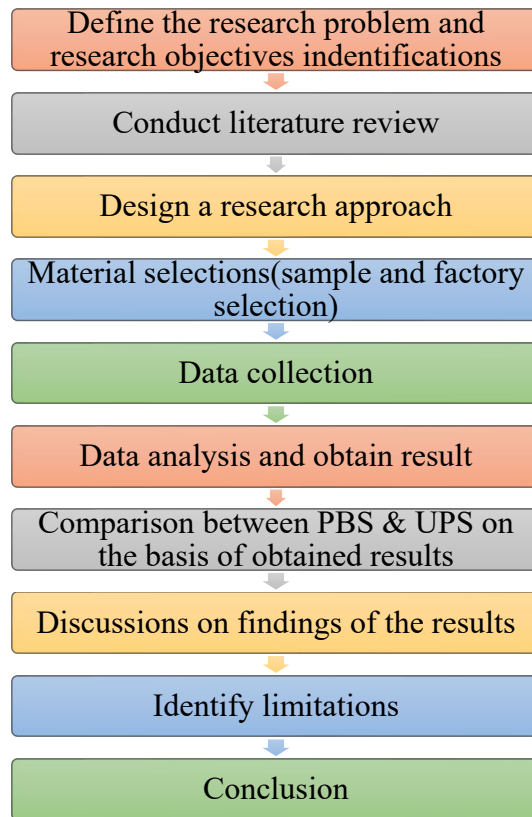 Define the research problem and
research objectives indentifications
Conduct literature review
Design a research approach
Material selections(sample and factory
selection)
Data collection
Data analysis and obtain result
Comparison between PBS & UPS on
the basis of obtained results
Discussions on findings of the results
Identify limitations
Conclusion